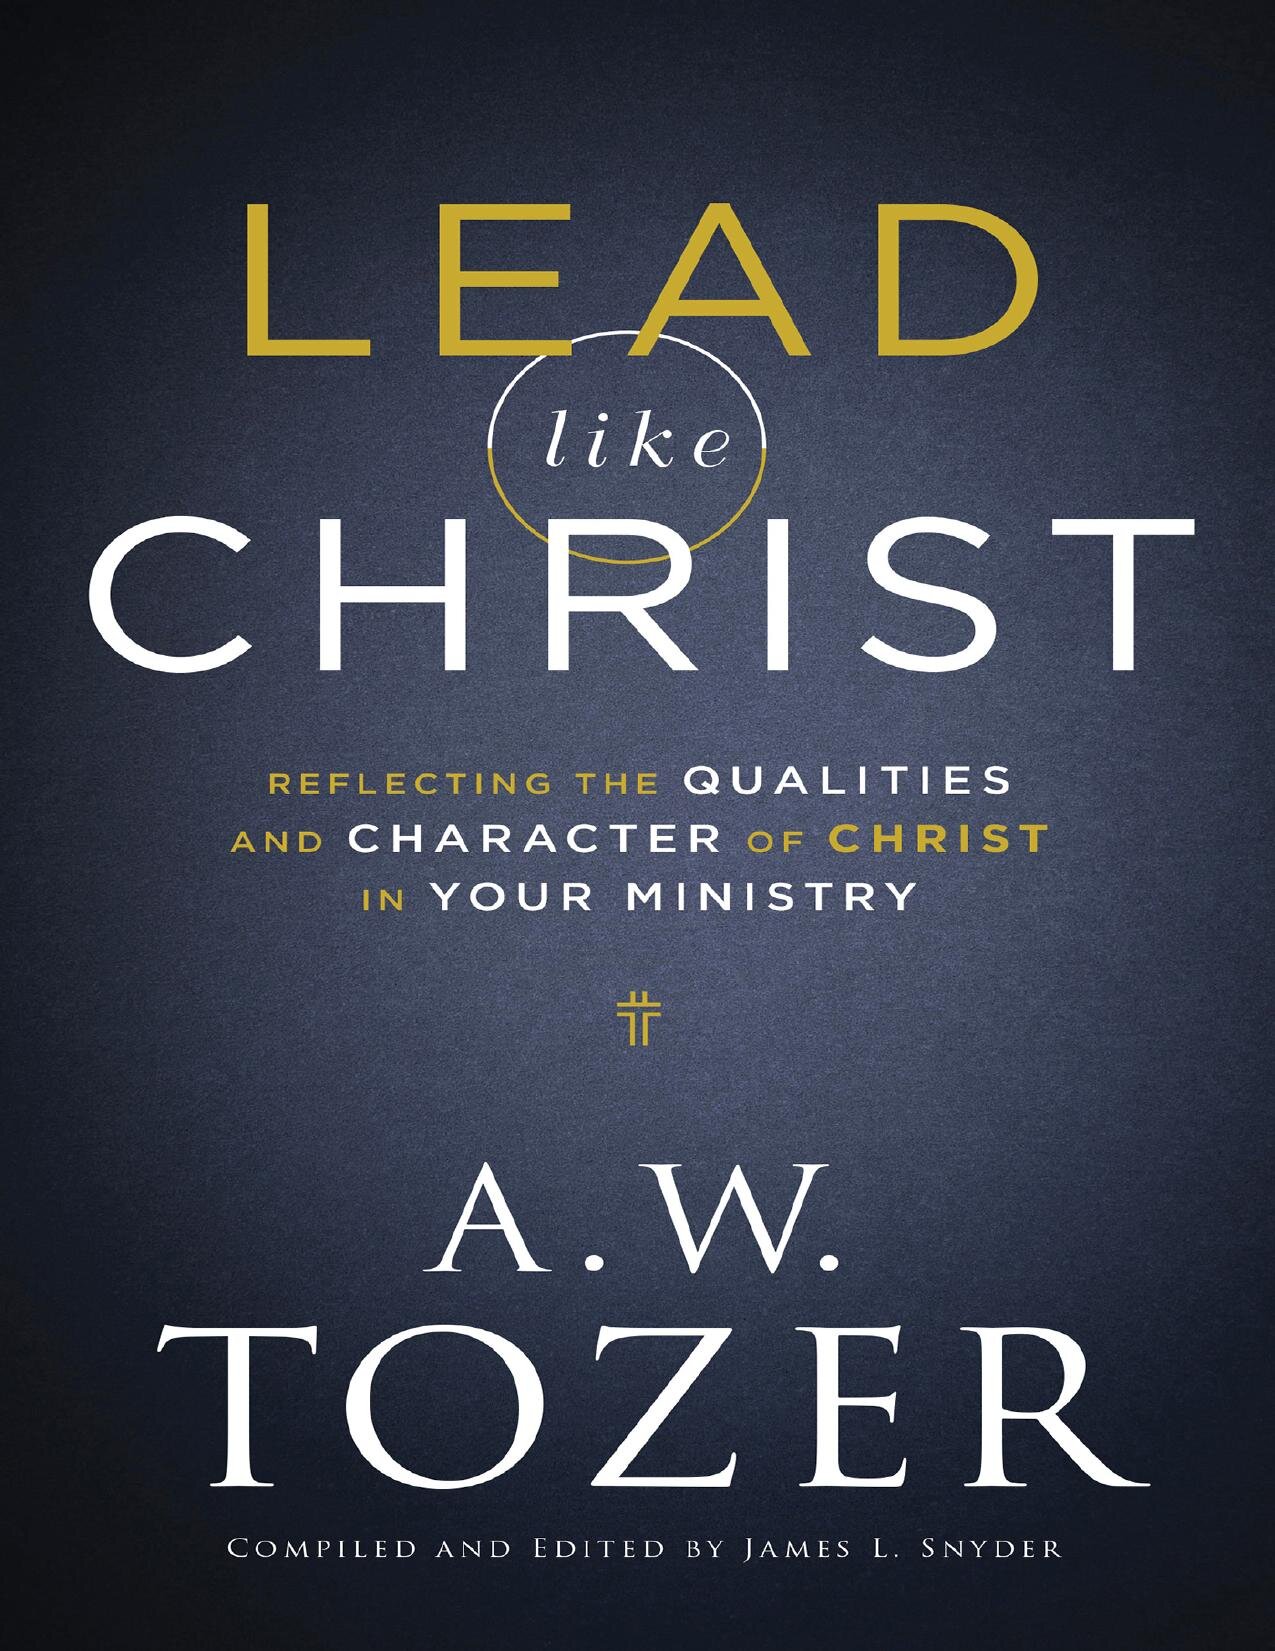 LEAD
like
CHRIST
REFLECTING THE QUALITIES
AND CHARACTER OF CHRIST
IN YOUR MINISTRY
A.W.
TOZER
COMPILED AND EDITED BY JAMES L. SNYDER